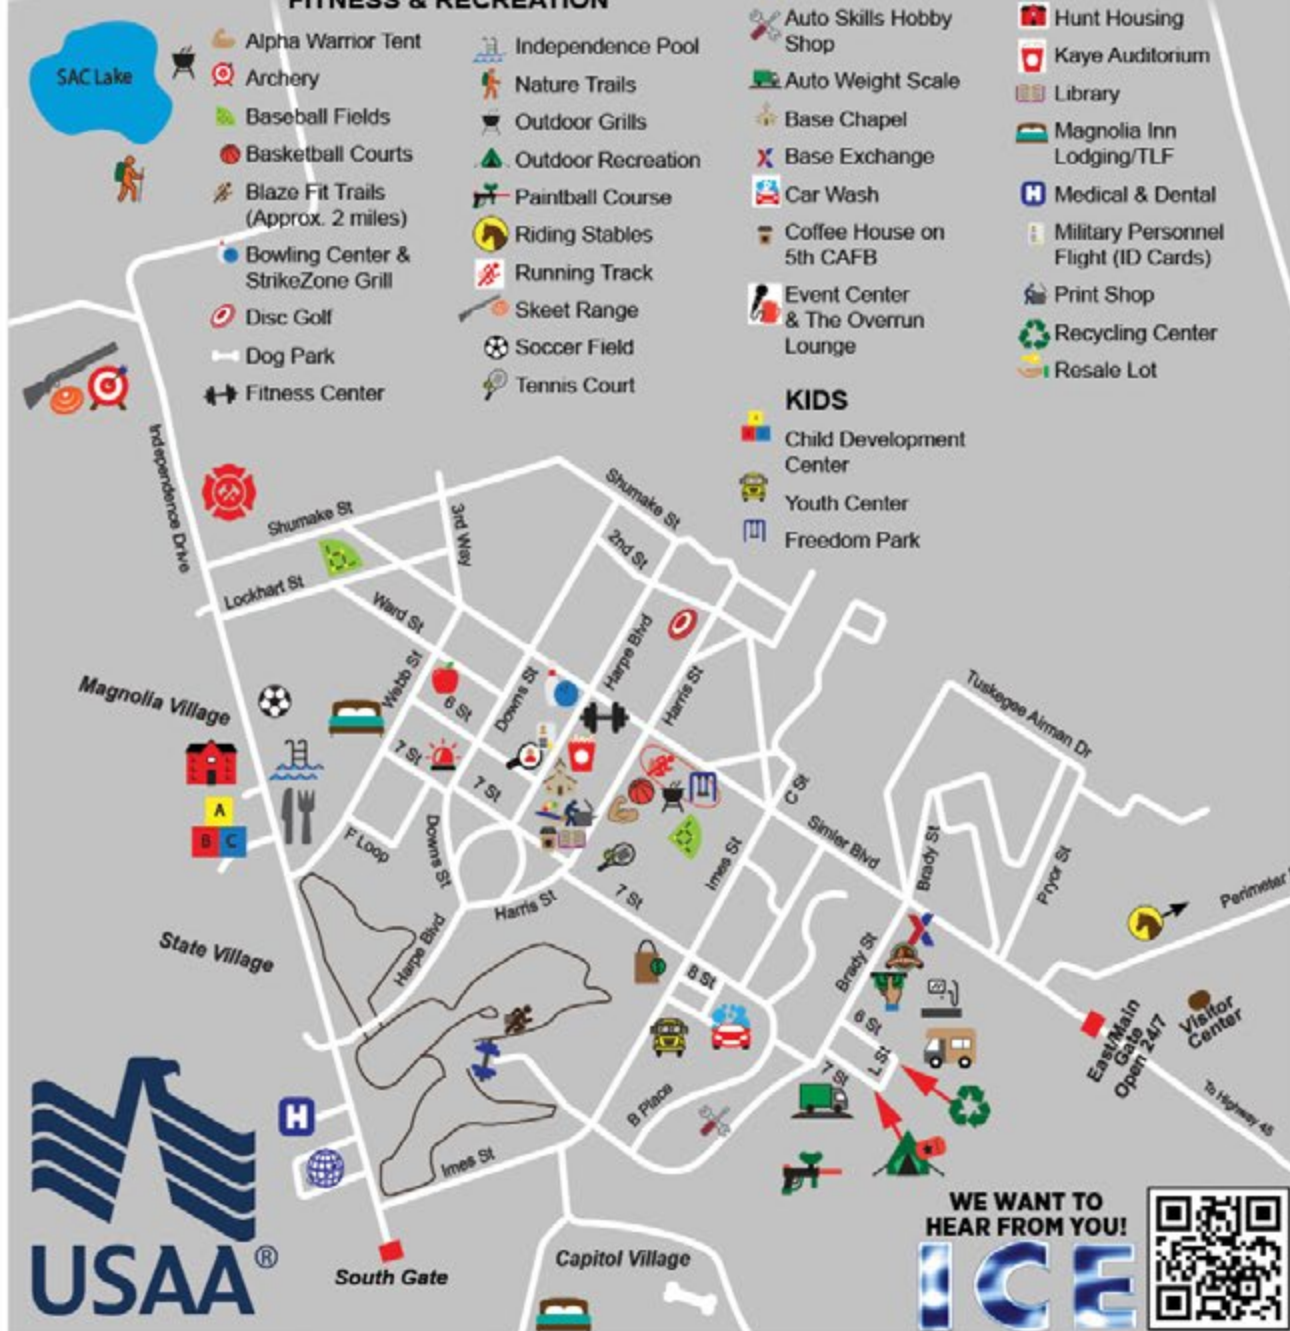 FITNESS & RECREATION
SAC Lake
Alpha Warrior Tent
Archery
Baseball Fields
Basketball Courts
Blaze Fit Trails
(Approx. 2 miles)
Bowling Center &
StrikeZone Grill
Disc Golf
Dog Park
Fitness Center
Independence Pool
Nature Trails
Outdoor Grills
Outdoor Recreation
Paintball Course
Riding Stables
Running Track
Skeet Range
Soccer Field
Tennis Court
Auto Skills Hobby
Shop
Auto Weight Scale
Base Chapel
Base Exchange
Car Wash
Coffee House on
5th CAFB
Event Center
& The Overrun
Lounge
KIDS
Child Development
Center
Youth Center
Freedom Park
Hunt Housing
Kaye Auditorium
Library
Magnolia Inn
Lodging/TLF
H
Medical & Dental
Military Personnel
Flight (ID Cards)
Print Shop
Recycling Center
Resale Lot
Independence Drive
Shumake St
3rd Way
Shumake St
2nd St
Lockhart St
Ward St
Harpe Blvd
Webb St
Downs St
Harris St
Magnolia Village
6 St
7 St
7 St
Tuskegee Airman Dr
C St
Simler Blvd
A
B C
F Loop
Downs St
Imes St
Brady St
Pryor St
Harris St
7 St
Perimeter
State Village
Harpe Blvd
8 St
Brady St
6 St
L St
7 St
East/Main
Gate
Open 24/7
Visitor
Center
To Highway 45
B Place
H
Imes St
South Gate
Capitol Village
USAA®
WE WANT TO
HEAR FROM YOU!
ICE